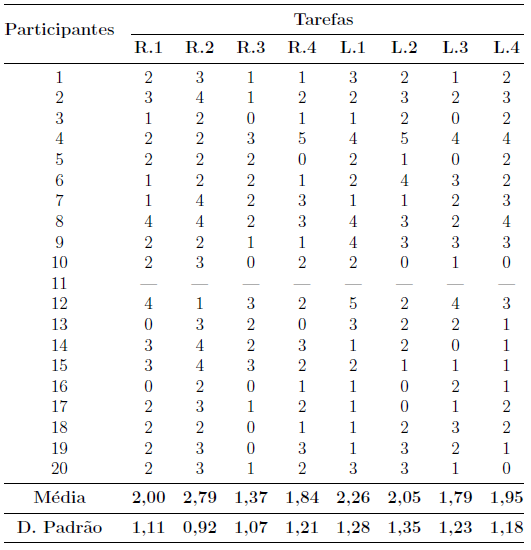 Tarefas
Participantes
R.1 R.2 R.3 R.4 L.1 L.2 L.3 L.4
1 2 3 1 1 3 2 1 2
2 3 4 1 2 2 3 2 3
3 1 2 0 1 1 2 0 2
4 2 2 3 5 4 5 4 4
5 2 2 2 0 2 1 0 2
6 1 2 2 1 2 4 3 2
7 1 4 2 3 1 1 2 3
8 4 4 2 3 4 3 2 4
9 2 2 1 1 4 3 3 3
10 2 3 0 2 2 0 1 0
11 — — — — — — — —
12 4 1 3 2 5 2 4 3
13 0 3 2 0 3 2 2 1
14 3 4 2 3 1 2 0 1
15 3 4 3 2 2 1 1 1
16 0 2 0 1 1 0 2 1
17 2 3 1 2 1 0 1 2
18 2 2 0 1 1 2 3 2
19 2 3 0 3 1 3 2 1
20 2 3 1 2 3 3 1 0
Média 2,00 2,79 1,37 1,84 2,26 2,05 1,79 1,95
D. Padrão 1,11 0,92 1,07 1,21 1,28 1,35 1,23 1,18